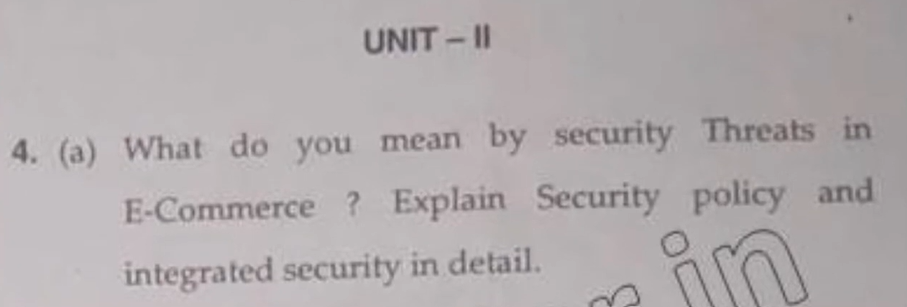 UNIT – II
4. (a) What do you mean by security Threats in
E-Commerce ? Explain Security policy and
integrated security in detail.
in